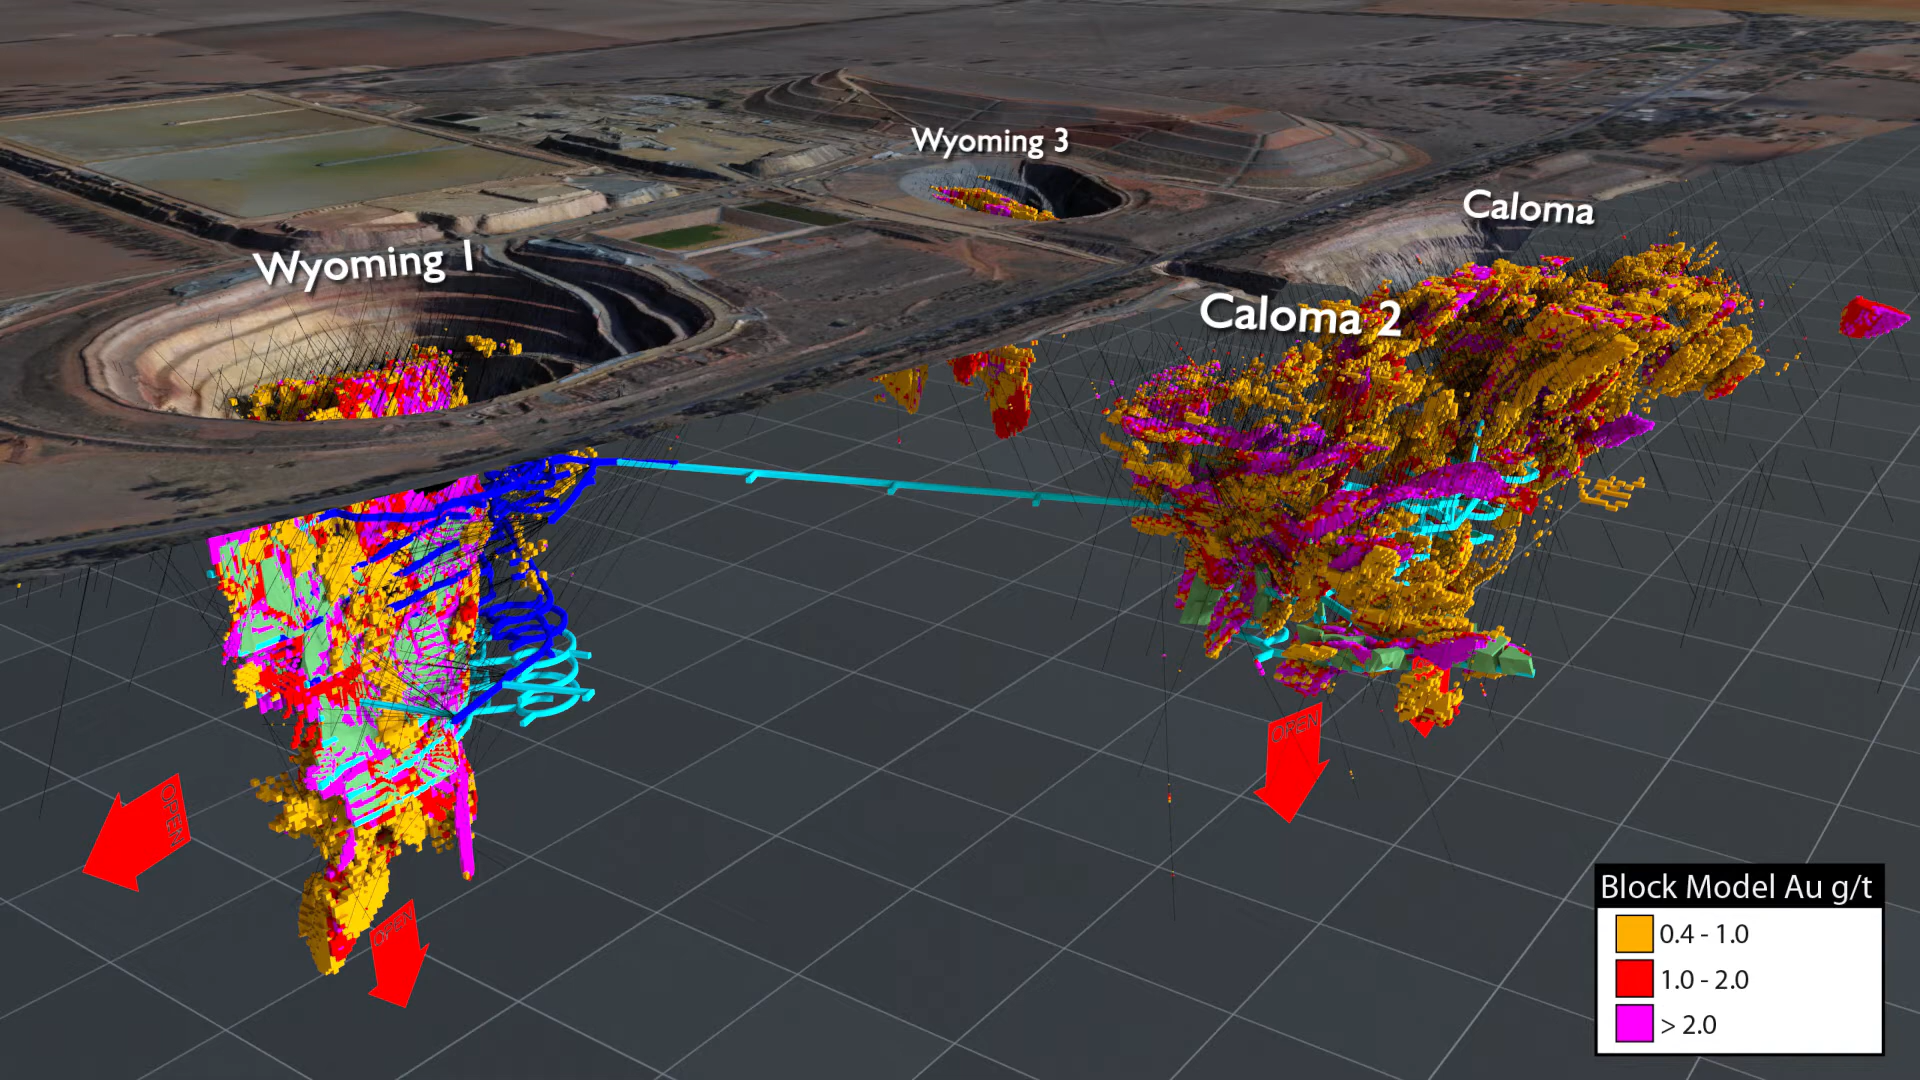 Wyoming 3
Caloma
Wyoming 1
Caloma 2
OPEN
OPEN
OPEN
Block Model Au g/t
0.4 - 1.0
1.0 - 2.0
> 2.0